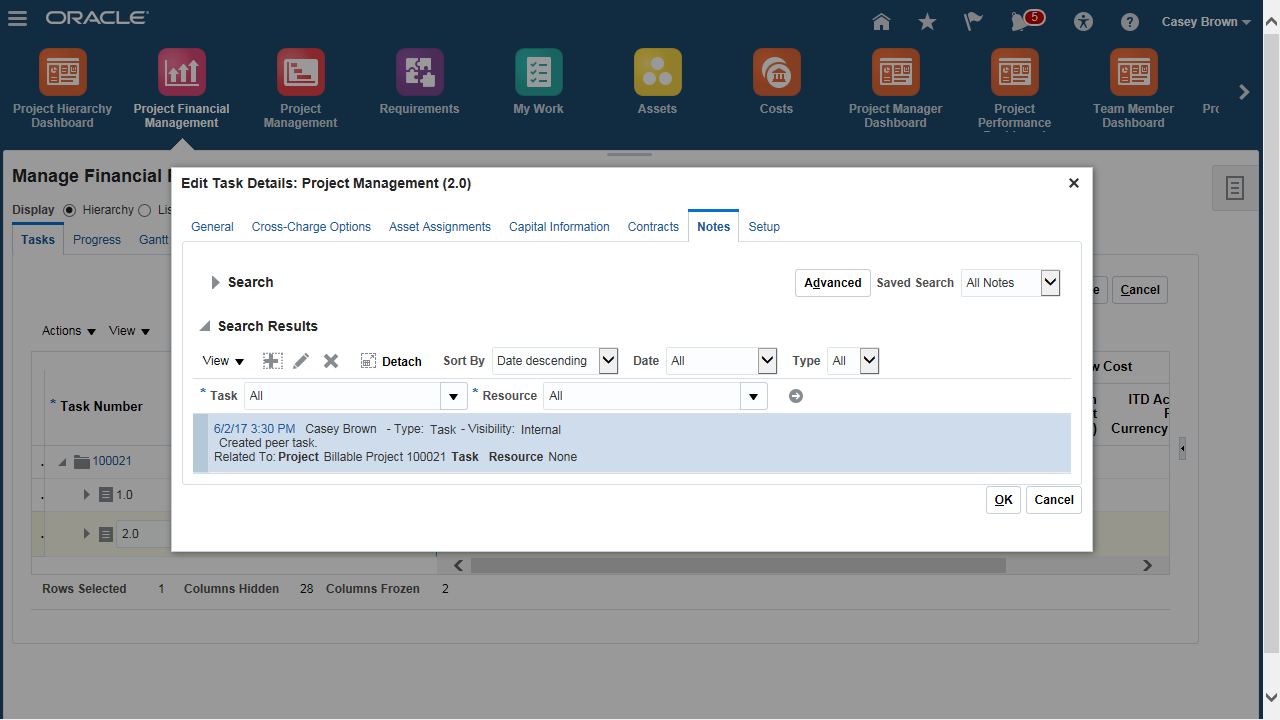 ORACLE
5
Casey Brown
Project Hierarchy Dashboard
Project Financial Management
Project Management
Requirements
My Work
Assets
Costs
Project Manager Dashboard
Project Performance
Team Member Dashboard
Manage Financial
Display Hierarchy
Tasks Progress Gantt
Actions View
Cancel
* Task Number
Cost
ITD
Currency
100021
1.0
2.0
Rows Selected 1 Columns Hidden 28 Columns Frozen 2
Edit Task Details: Project Management (2.0)
General Cross-Charge Options Asset Assignments Capital Information Contracts Notes Setup
Search
Advanced Saved Search All Notes
Search Results
View Detach Sort By Date descending Date All Type All
* Task All * Resource All
6/2/17 3:30 PM Casey Brown - Type: Task - Visibility: Internal
Created peer task.
Related To: Project Billable Project 100021 Task Resource None
OK Cancel